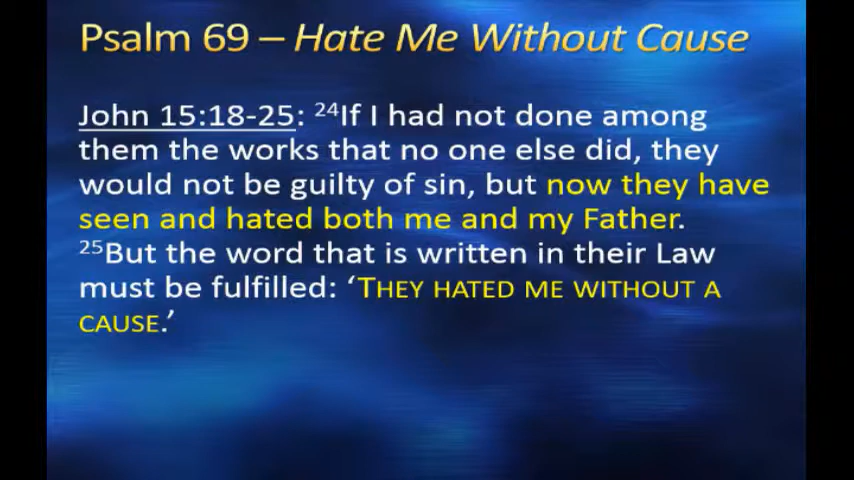 Psalm 69 – Hate Me Without Cause
John 15:18-25: ²⁴If I had not done among
them the works that no one else did, they
would not be guilty of sin, but now they have
seen and hated both me and my Father.
²⁵But the word that is written in their Law
must be fulfilled: ‘THEY HATED ME WITHOUT A
CAUSE.’